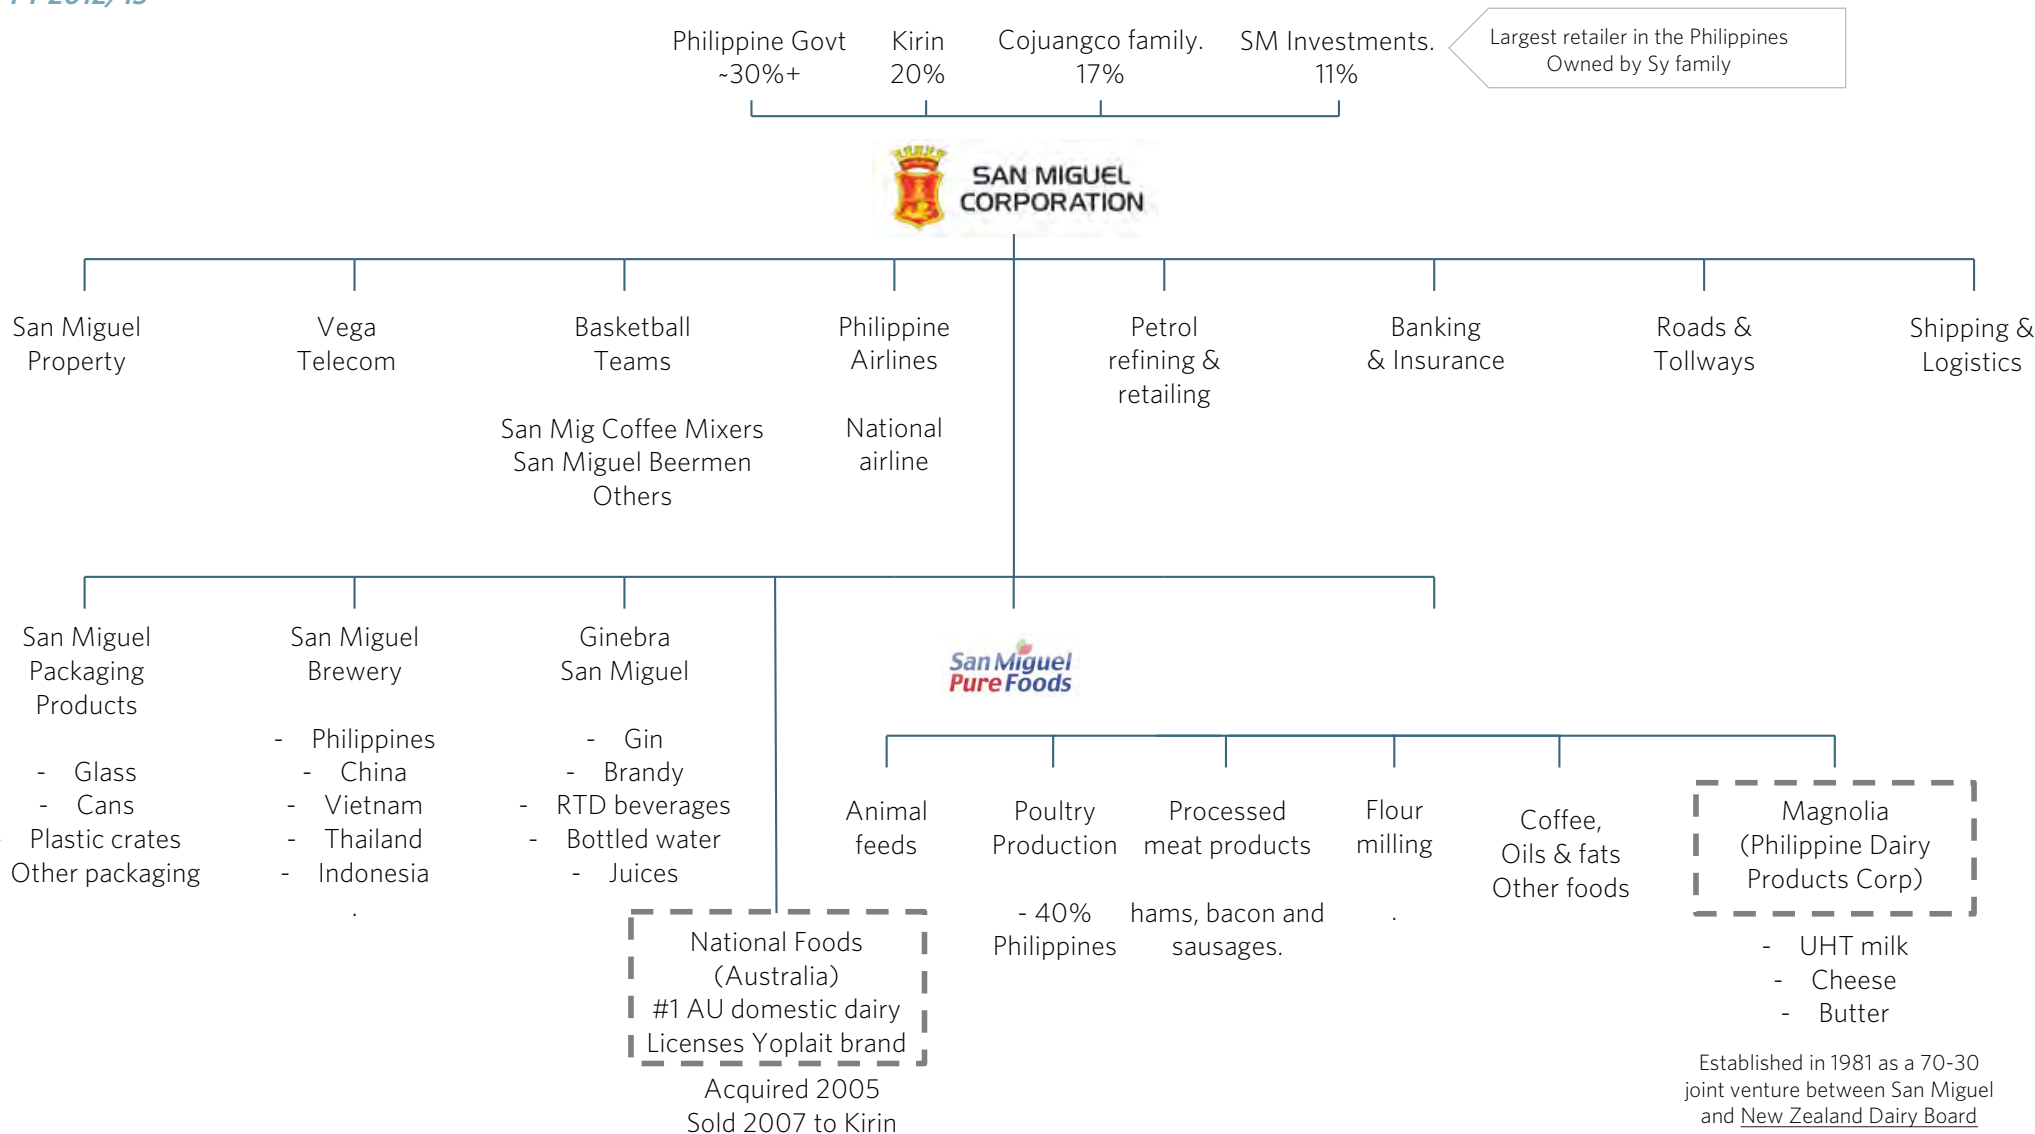 FY 2012/13
Philippine Govt
~30%+
Kirin
20%
Cojuangco family.
17%
SM Investments.
11%
Largest retailer in the Philippines
Owned by Sy family
SAN MIGUEL
CORPORATION
San Miguel
Property
Vega
Telecom
Basketball
Teams
San Mig Coffee Mixers
San Miguel Beermen
Others
Philippine
Airlines
National
airline
Petrol
refining &
retailing
Banking
& Insurance
Roads &
Tollways
Shipping &
Logistics
San Miguel
Packaging
Products
- Glass
- Cans
- Plastic crates
Other packaging
San Miguel
Brewery
- Philippines
- China
- Vietnam
- Thailand
- Indonesia
.
Ginebra
San Miguel
- Gin
- Brandy
- RTD beverages
- Bottled water
- Juices
National Foods
(Australia)
#1 AU domestic dairy
Licenses Yoplait brand
Acquired 2005
Sold 2007 to Kirin
San Miguel
Pure Foods
Animal
feeds
Poultry
Production
- 40%
Philippines
Processed
meat products
hams, bacon and
sausages.
Flour
milling
.
Coffee,
Oils & fats
Other foods
Magnolia
(Philippine Dairy
Products Corp)
- UHT milk
- Cheese
- Butter
Established in 1981 as a 70-30
joint venture between San Miguel
and New Zealand Dairy Board